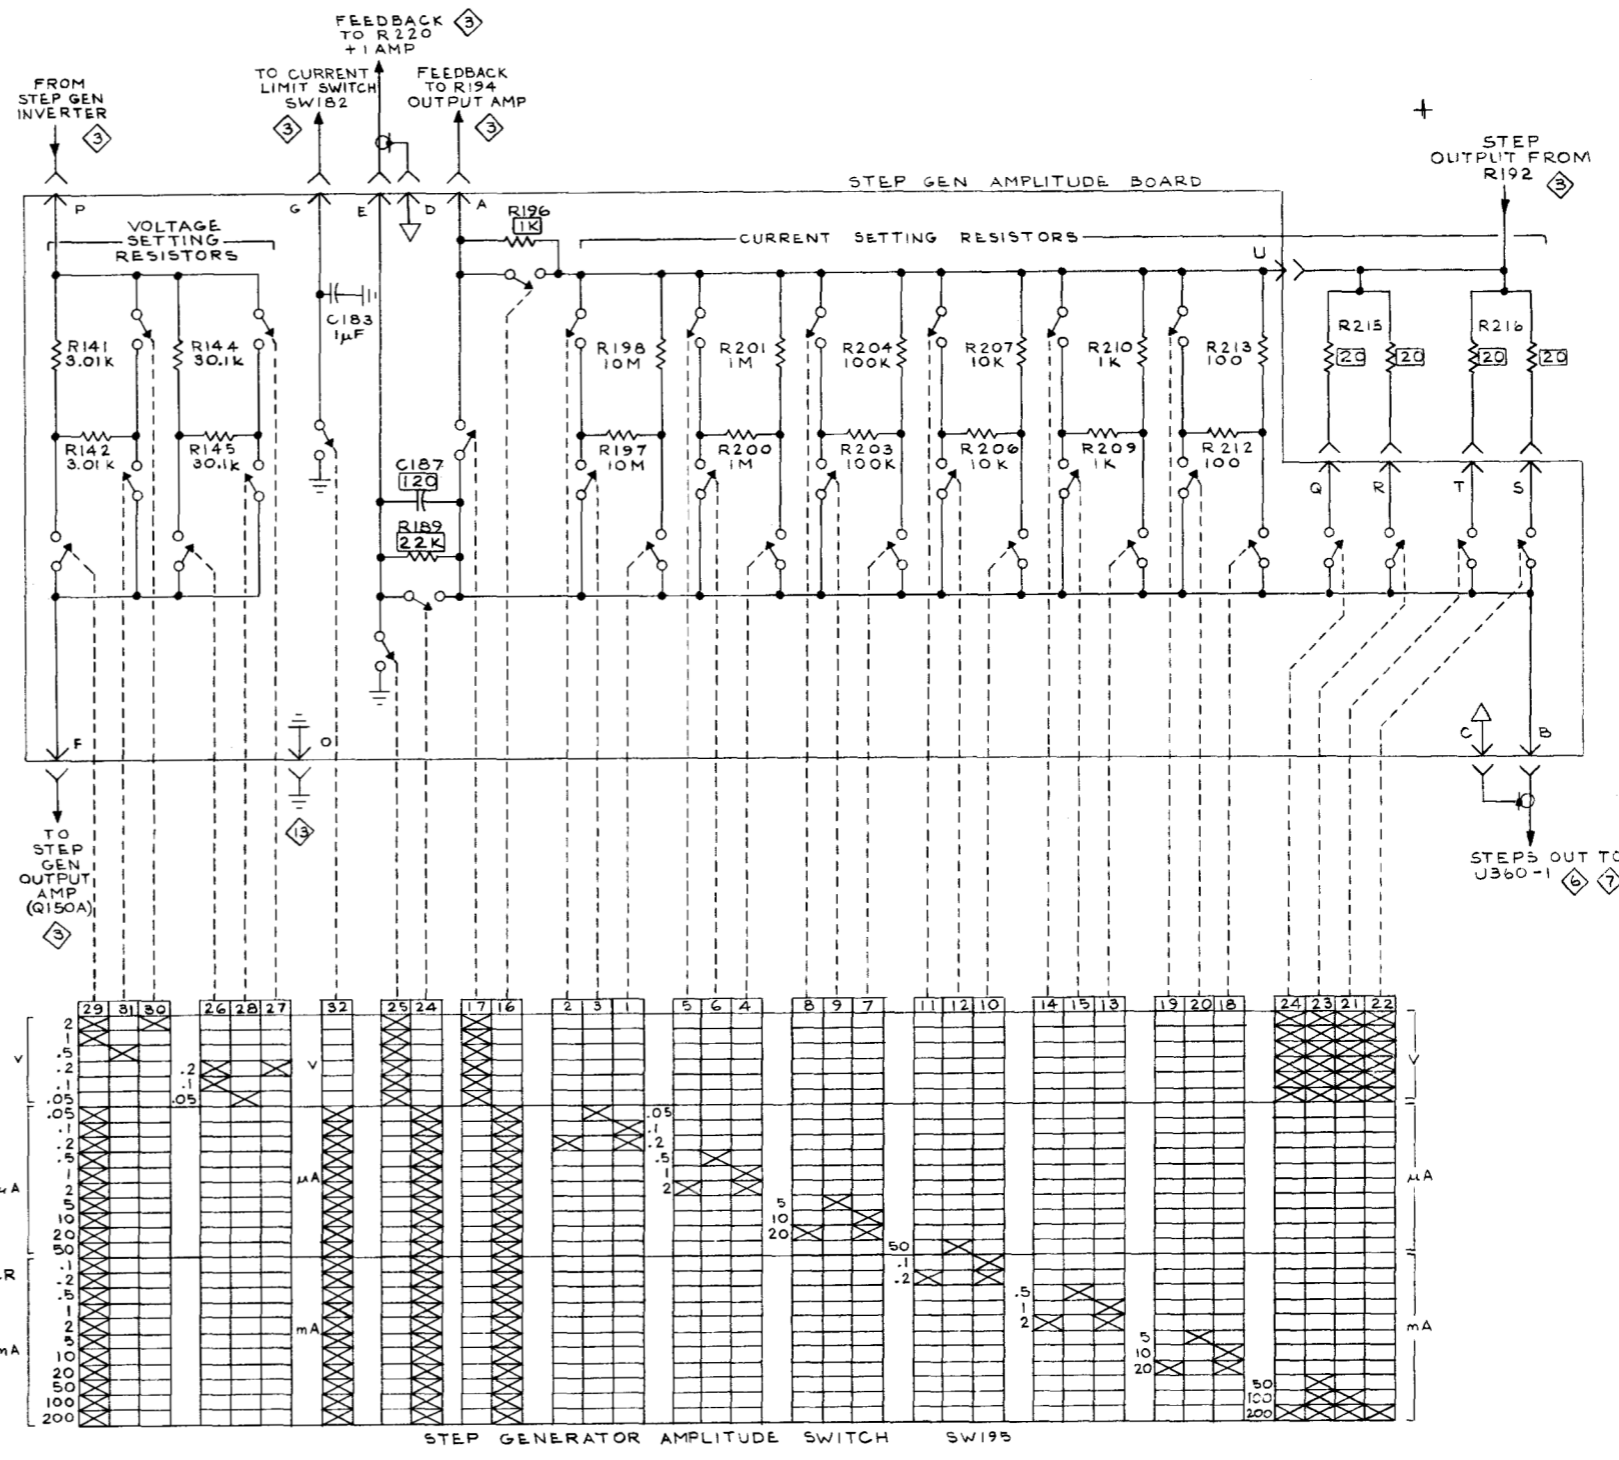 FEEDBACK 3
TO R220
+1 AMP
FROM
STEP GEN
INVERTER
3
TO CURRENT
LIMIT SWITCH
SW182
3
FEEDBACK
TO R194
OUTPUT AMP
3
STEP
OUTPUT FROM
R192
3
STEP GEN AMPLITUDE BOARD
P
G
E
D
A
U
VOLTAGE
SETTING
RESISTORS
R196
1K
CURRENT SETTING RESISTORS
C183
1µF
R141
3.01K
R144
30.1K
R142
3.01K
R145
30.1K
R198
10M
R201
1M
R204
100K
R207
10K
R210
1K
R213
100
R215
20
20
R216
20
20
R197
10M
R200
1M
R203
100K
R206
10K
R209
1K
R212
100
C187
120
R189
22K
Q
R
T
S
F
O
C
B
13
TO
STEP
GEN
OUTPUT
AMP
(Q150A)
3
STEPS OUT TO
U360-1 6 7
29 31 30 26 28 27 32 25 24 17 16 2 3 1 5 6 4 8 9 7 11 12 10 14 15 13 19 20 18 24 23 21 22
V
2
1
.5
.2
.1
.05
.2
.1
.05
V
V
.05
.1
.2
.5
1
2
5
10
20
50
µA
µA
.05
.1
.2
.5
1
2
5
10
20
50
.1
.2
.5
1
2
5
10
20
50
100
200
mA
.1
.2
.5
1
2
5
10
20
50
100
200
mA
STEP GENERATOR AMPLITUDE SWITCH SW195